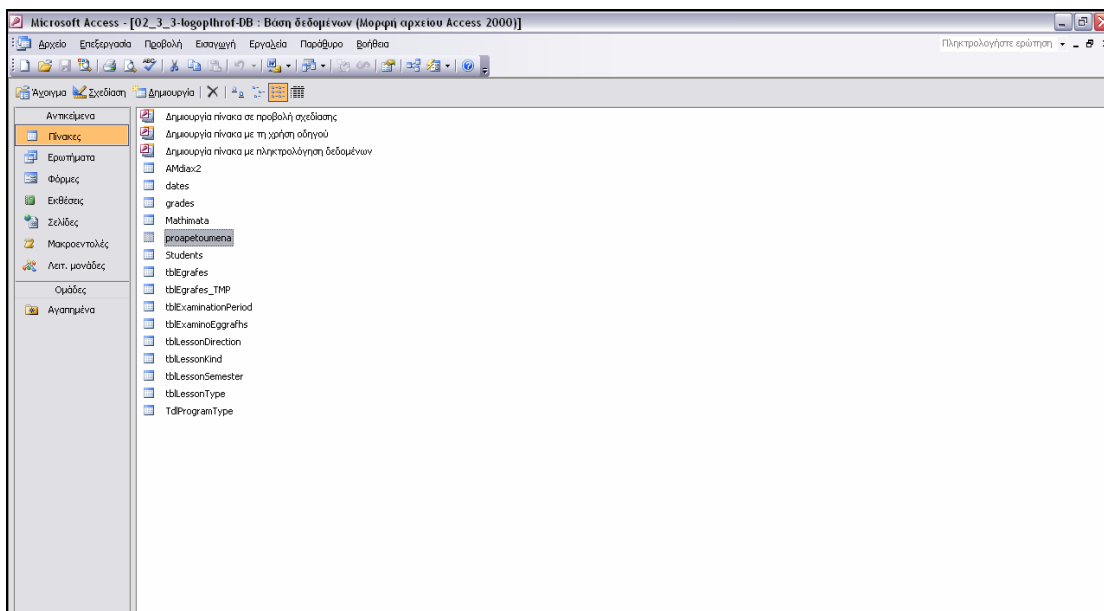 Microsoft Access - [02_3_3-logoplhrof-DB : Βάση δεδομένων (Μορφή αρχείου Access 2000)]
Αρχείο Επεξεργασία Προβολή Εισαγωγή Εργαλεία Παράθυρο Βοήθεια Πληκτρολογήστε ερώτηση
Άνοιγμα Σχεδίαση Δημιουργία
Αντικείμενα
Πίνακες
Ερωτήματα
Φόρμες
Εκθέσεις
Σελίδες
Μακροεντολές
Λειτ. μονάδες
Ομάδες
Αγαπημένα
Δημιουργία πίνακα σε προβολή σχεδίασης
Δημιουργία πίνακα με τη χρήση οδηγού
Δημιουργία πίνακα με πληκτρολόγηση δεδομένων
AMdiax2
dates
grades
Mathimata
proapetoumena
Students
tblEgrafes
tblEgrafes_TMP
tblExaminationPeriod
tblExaminoEggrafhs
tblLessonDirection
tblLessonKind
tblLessonSemester
tblLessonType
TdlProgramType